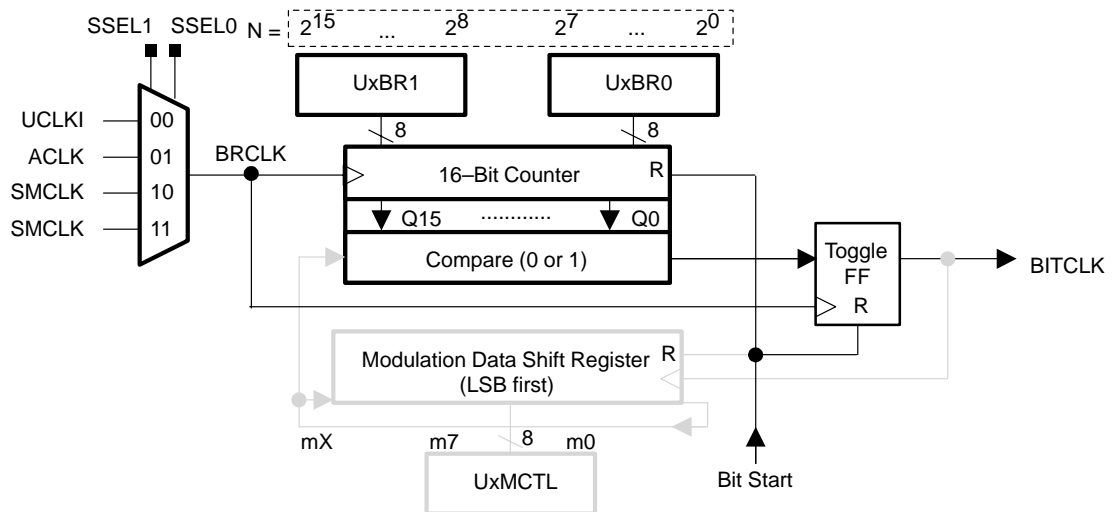 SSEL1 SSEL0 N = 2^15 ... 2^8 2^7 ... 2^0
UxBR1 UxBR0
8 8
UCLKI 00
ACLK 01
SMCLK 10
SMCLK 11
BRCLK
16–Bit Counter R
Q15 ............ Q0
Compare (0 or 1)
Toggle
FF
R
BITCLK
Modulation Data Shift Register R
(LSB first)
mX m7 8 m0
UxMCTL
Bit Start